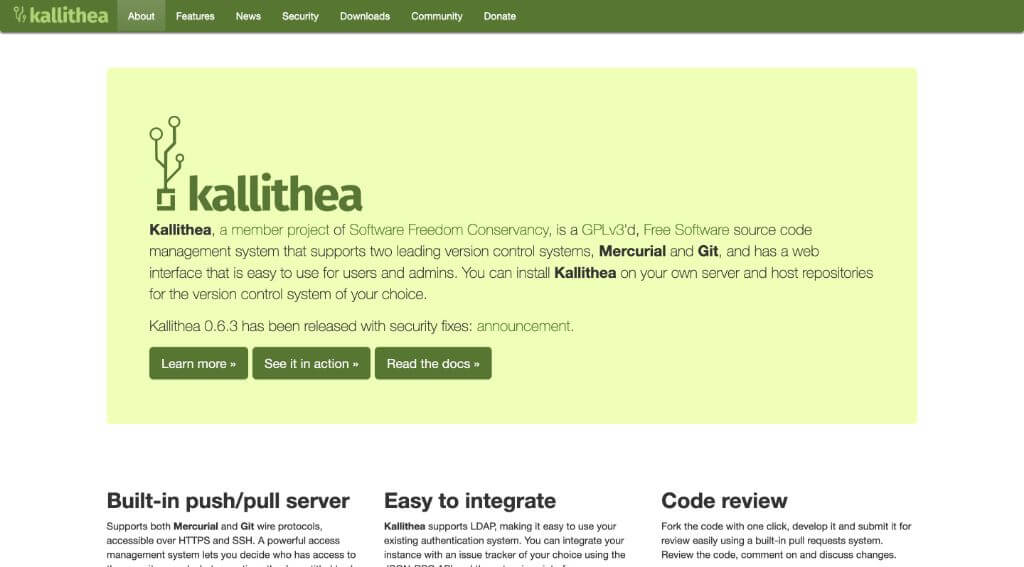 kallithea About Features News Security Downloads Community Donate
kallithea
Kallithea, a member project of Software Freedom Conservancy, is a GPLv3'd, Free Software source code
management system that supports two leading version control systems, Mercurial and Git, and has a web
interface that is easy to use for users and admins. You can install Kallithea on your own server and host repositories
for the version control system of your choice.
Kallithea 0.6.3 has been released with security fixes: announcement.
Learn more » See it in action » Read the docs »
Built-in push/pull server
Supports both Mercurial and Git wire protocols,
accessible over HTTPS and SSH. A powerful access
management system lets you decide who has access to
Easy to integrate
Kallithea supports LDAP, making it easy to use your
existing authentication system. You can integrate your
instance with an issue tracker of your choice using the
Code review
Fork the code with one click, develop it and submit it for
review easily using a built-in pull requests system.
Review the code, comment on and discuss changes.